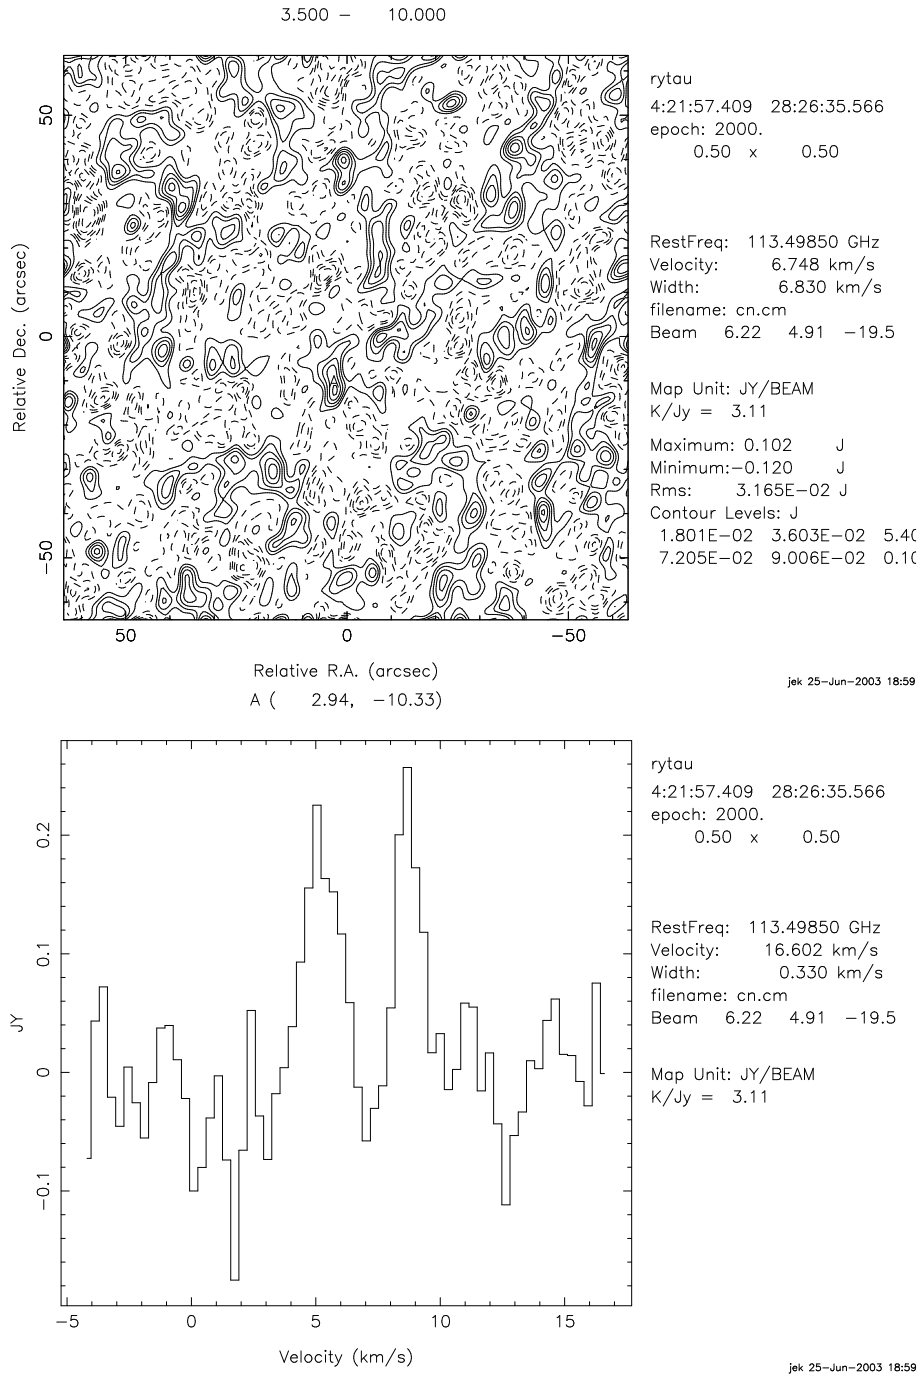 3.500 − 10.000
rytau
4:21:57.409 28:26:35.566
epoch: 2000.
0.50 x 0.50
RestFreq: 113.49850 GHz
Velocity: 6.748 km/s
Width: 6.830 km/s
filename: cn.cm
Beam 6.22 4.91 −19.5
Map Unit: JY/BEAM
K/Jy = 3.11
Maximum: 0.102 J
Minimum:−0.120 J
Rms: 3.165E−02 J
Contour Levels: J
1.801E−02 3.603E−02 5.40
7.205E−02 9.006E−02 0.10
50
0
−50
Relative Dec. (arcsec)
50 0 −50
Relative R.A. (arcsec)
jek 25−Jun−2003 18:59
A ( 2.94, −10.33)
rytau
4:21:57.409 28:26:35.566
epoch: 2000.
0.50 x 0.50
RestFreq: 113.49850 GHz
Velocity: 16.602 km/s
Width: 0.330 km/s
filename: cn.cm
Beam 6.22 4.91 −19.5
Map Unit: JY/BEAM
K/Jy = 3.11
0.2
0.1
0
−0.1
JY
−5 0 5 10 15
Velocity (km/s)
jek 25−Jun−2003 18:59